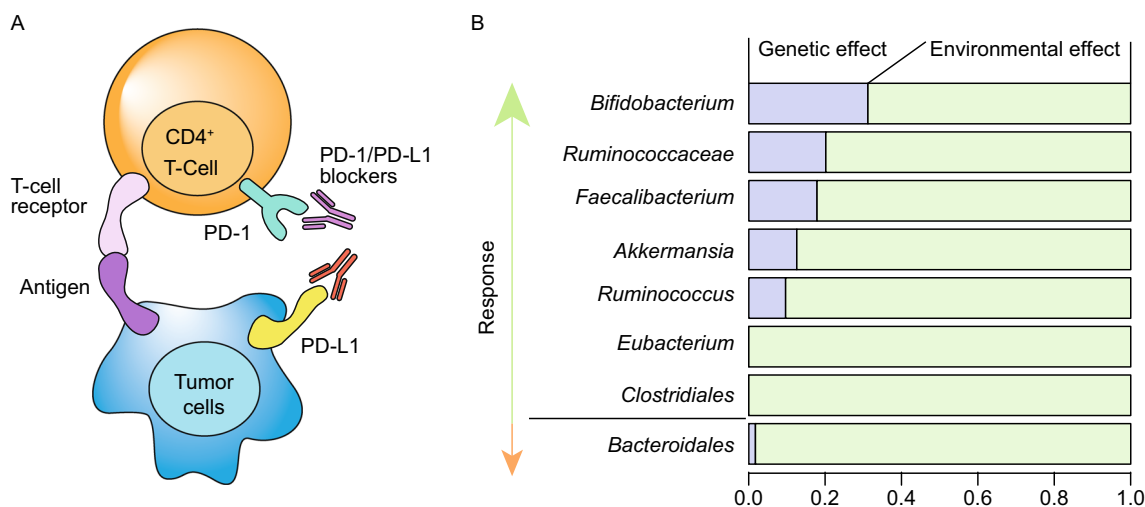 A
CD4⁺
T-Cell
PD-1/PD-L1
blockers
T-cell
receptor
PD-1
Antigen
PD-L1
Tumor
cells
B
Genetic effect
Environmental effect
Response
Bifidobacterium
Ruminococcaceae
Faecalibacterium
Akkermansia
Ruminococcus
Eubacterium
Clostridiales
Bacteroidales
0.0 0.2 0.4 0.6 0.8 1.0